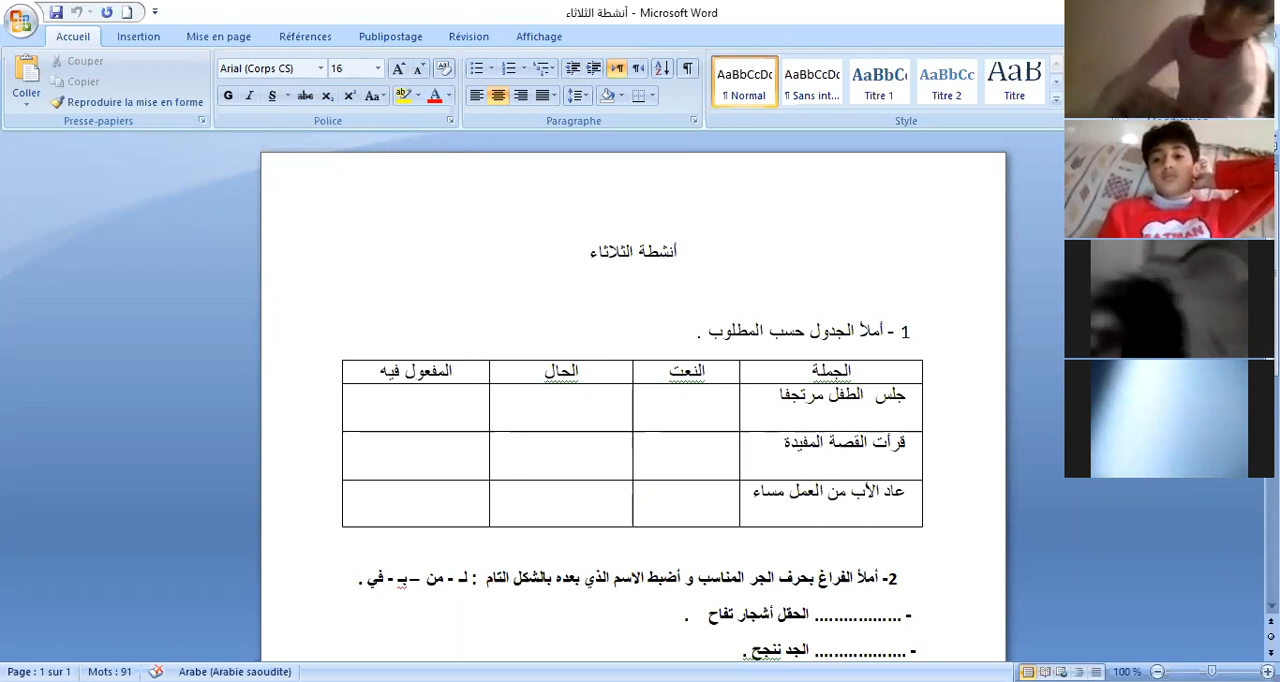 أنشطة الثلاثاء - Microsoft Word
Accueil Insertion Mise en page Références Publipostage Révision Affichage
Coller
Couper
Copier
Reproduire la mise en forme
Presse-papiers
Arial (Corps CS) 16
G I S abc X₂ X² Aa
Police
Paragraphe
AaBbCcDc AaBbCcDc AaBbC AaBbCc AaB
¶ Normal ¶ Sans int... Titre 1 Titre 2 Titre
Style
أنشطة الثلاثاء
1 - أملأ الجدول حسب المطلوب .
الجملة النعت الحال المفعول فيه
جلس الطفل مرتجفا
قرأت القصة المفيدة
عاد الأب من العمل مساء
2- أملأ الفراغ بحرف الجر المناسب و أضبط الاسم الذي بعده بالشكل التام : لـ - من – بـ - في .
- .................. الحقل أشجار تفاح .
- .................. الجد ننجح .
BATMAN
Page : 1 sur 1 Mots : 91 Arabe (Arabie saoudite) 100 %